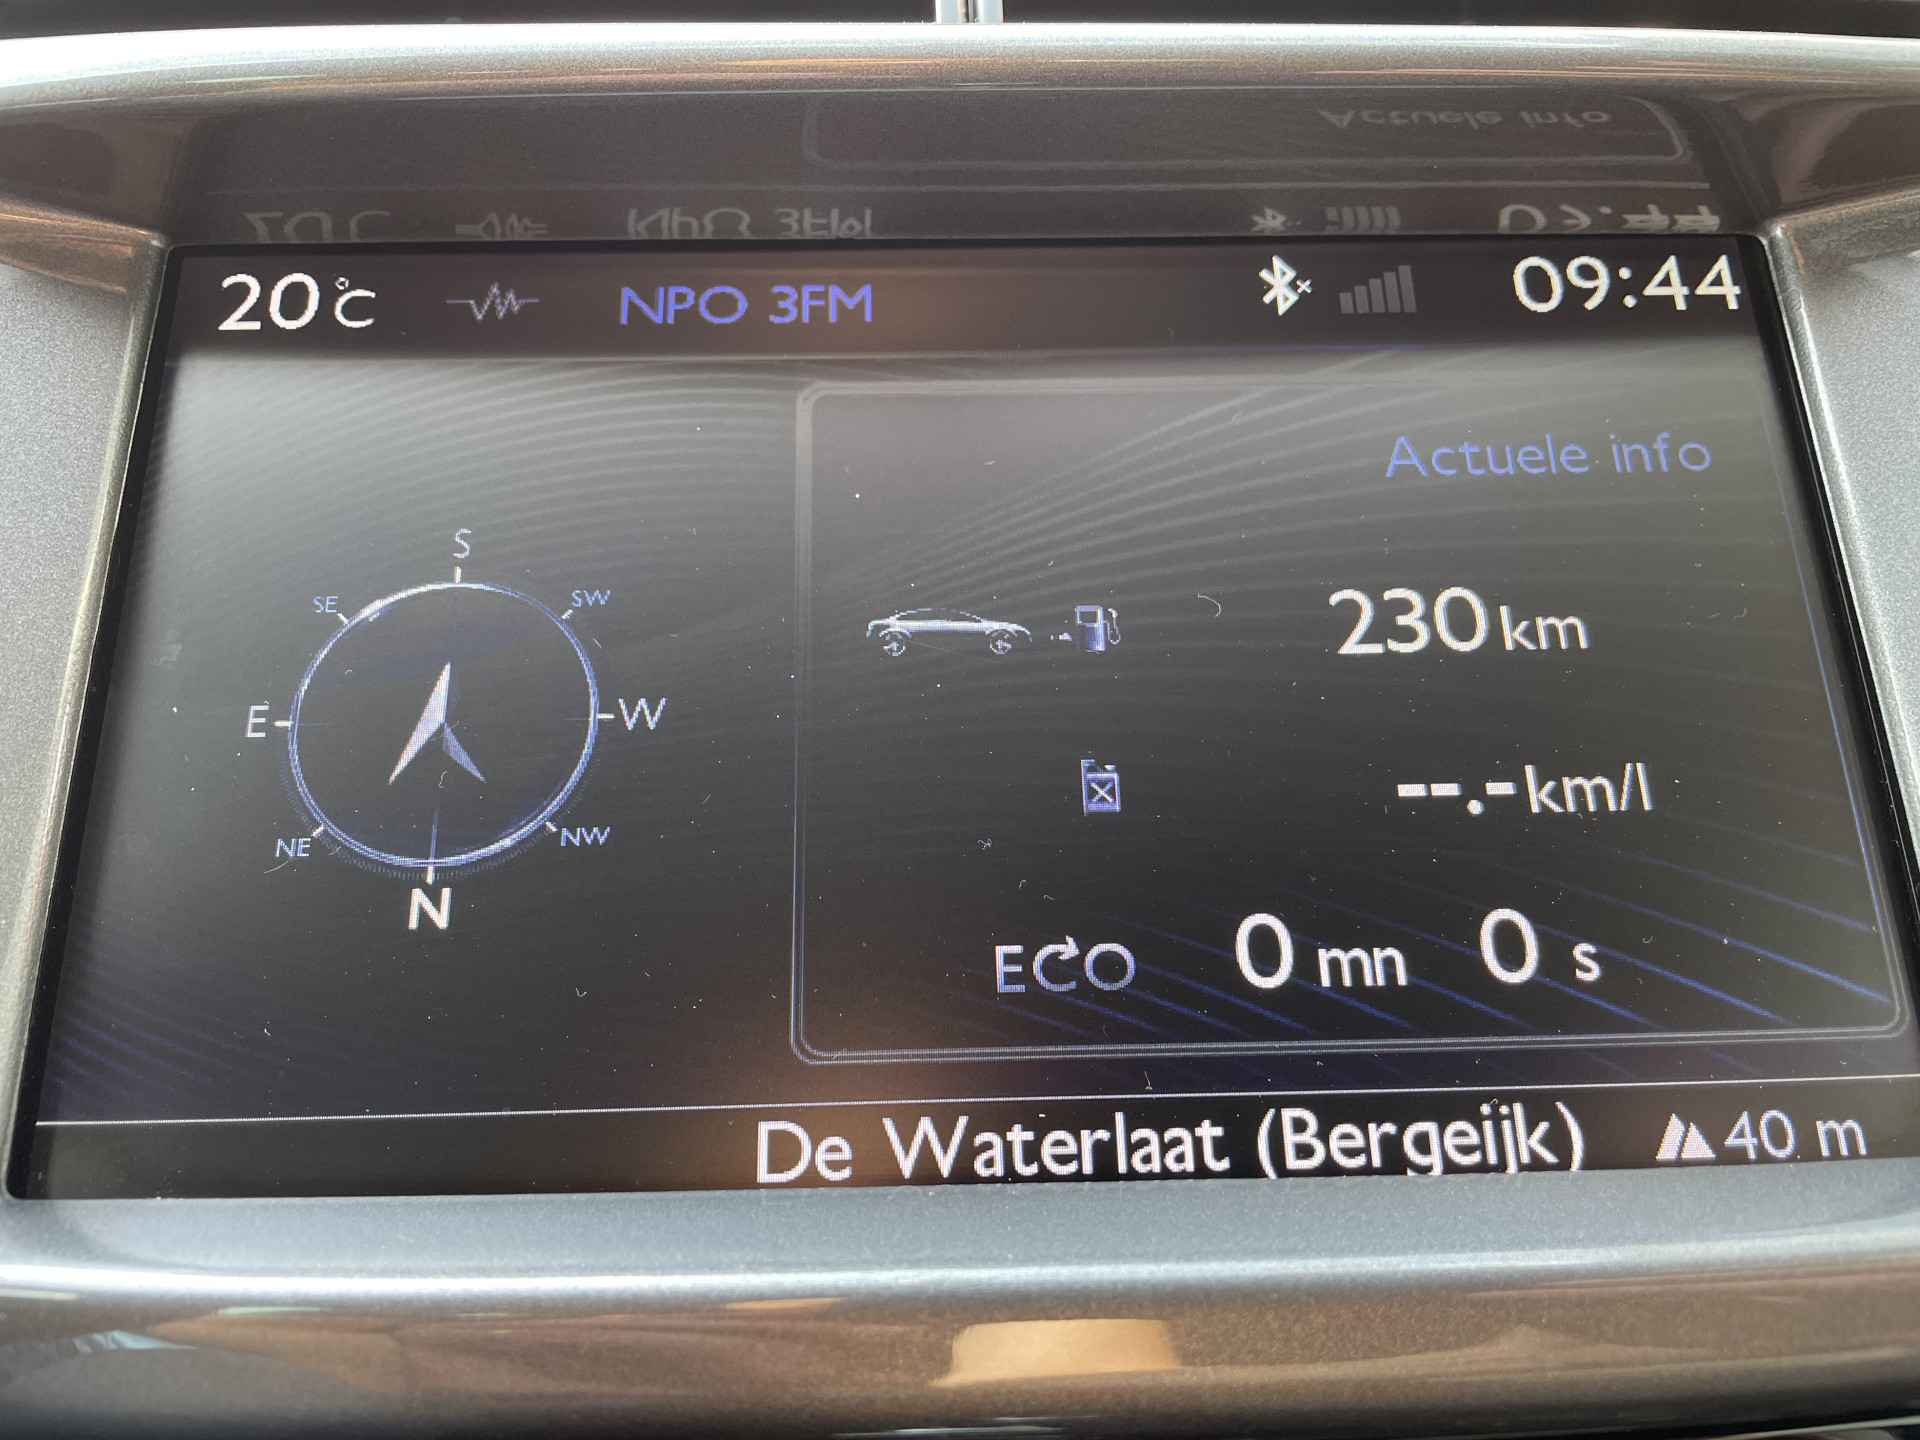 20°C NPO 3FM 09:44
Actuele info
S
SE SW
230 km
E W
--.- km/l
NE NW
N
ECO 0 mn 0 s
De Waterlaat (Bergeijk) 40 m